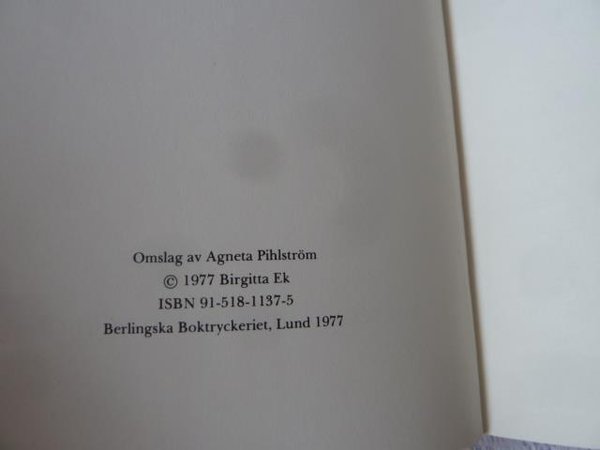 Omslag av Agneta Pihlström
© 1977 Birgitta Ek
ISBN 91-518-1137-5
Berlingska Boktryckeriet, Lund 1977